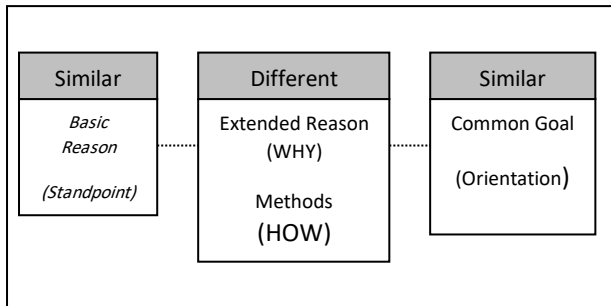 Similar
Basic
Reason
(Standpoint)
Different
Extended Reason
(WHY)
Methods
(HOW)
Similar
Common Goal
(Orientation)